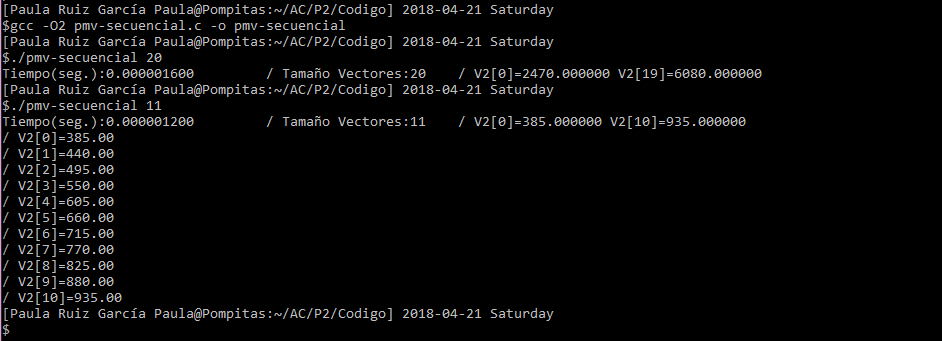 [Paula Ruiz García Paula@Pompitas:~/AC/P2/Codigo] 2018-04-21 Saturday
$gcc -O2 pmv-secuencial.c -o pmv-secuencial
[Paula Ruiz García Paula@Pompitas:~/AC/P2/Codigo] 2018-04-21 Saturday
$./pmv-secuencial 20
Tiempo(seg.):0.000001600         / Tamaño Vectores:20    / V2[0]=2470.000000 V2[19]=6080.000000
[Paula Ruiz García Paula@Pompitas:~/AC/P2/Codigo] 2018-04-21 Saturday
$./pmv-secuencial 11
Tiempo(seg.):0.000001200         / Tamaño Vectores:11    / V2[0]=385.000000 V2[10]=935.000000
/ V2[0]=385.00
/ V2[1]=440.00
/ V2[2]=495.00
/ V2[3]=550.00
/ V2[4]=605.00
/ V2[5]=660.00
/ V2[6]=715.00
/ V2[7]=770.00
/ V2[8]=825.00
/ V2[9]=880.00
/ V2[10]=935.00
[Paula Ruiz García Paula@Pompitas:~/AC/P2/Codigo] 2018-04-21 Saturday
$